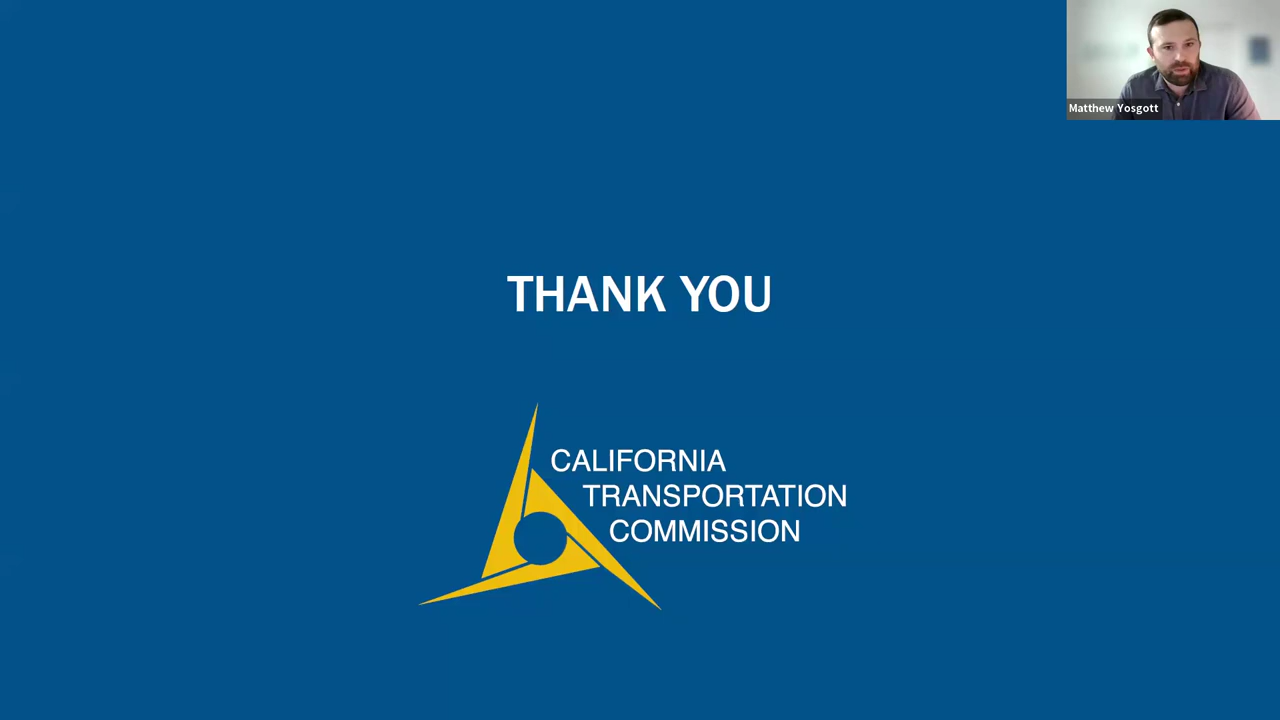 Matthew Yosgott
THANK YOU
CALIFORNIA
TRANSPORTATION
COMMISSION